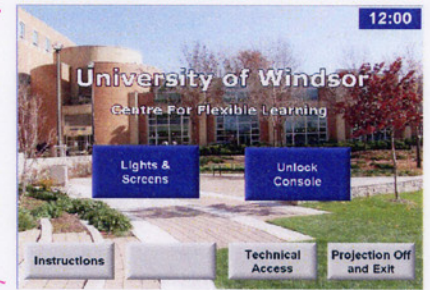 12:00
University of Windsor
Centre For Flexible Learning
Lights &
Screens
Unlock
Console
Instructions
Technical
Access
Projection Off
and Exit